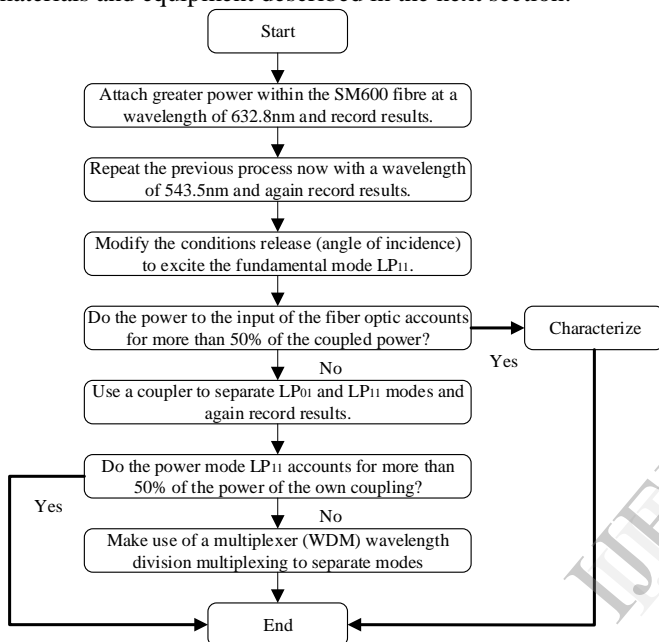 materials and equipment described in the next section.
Start
Attach greater power within the SM600 fibre at a
wavelength of 632.8nm and record results.
Repeat the previous process now with a wavelength
of 543.5nm and again record results.
Modify the conditions release (angle of incidence)
to excite the fundamental mode LP11.
Do the power to the input of the fiber optic accounts
for more than 50% of the coupled power?
Yes
Characterize
No
Use a coupler to separate LP01 and LP11 modes and
again record results.
Do the power mode LP11 accounts for more than
50% of the power of the own coupling?
Yes
No
Make use of a multiplexer (WDM) wavelength
division multiplexing to separate modes
End